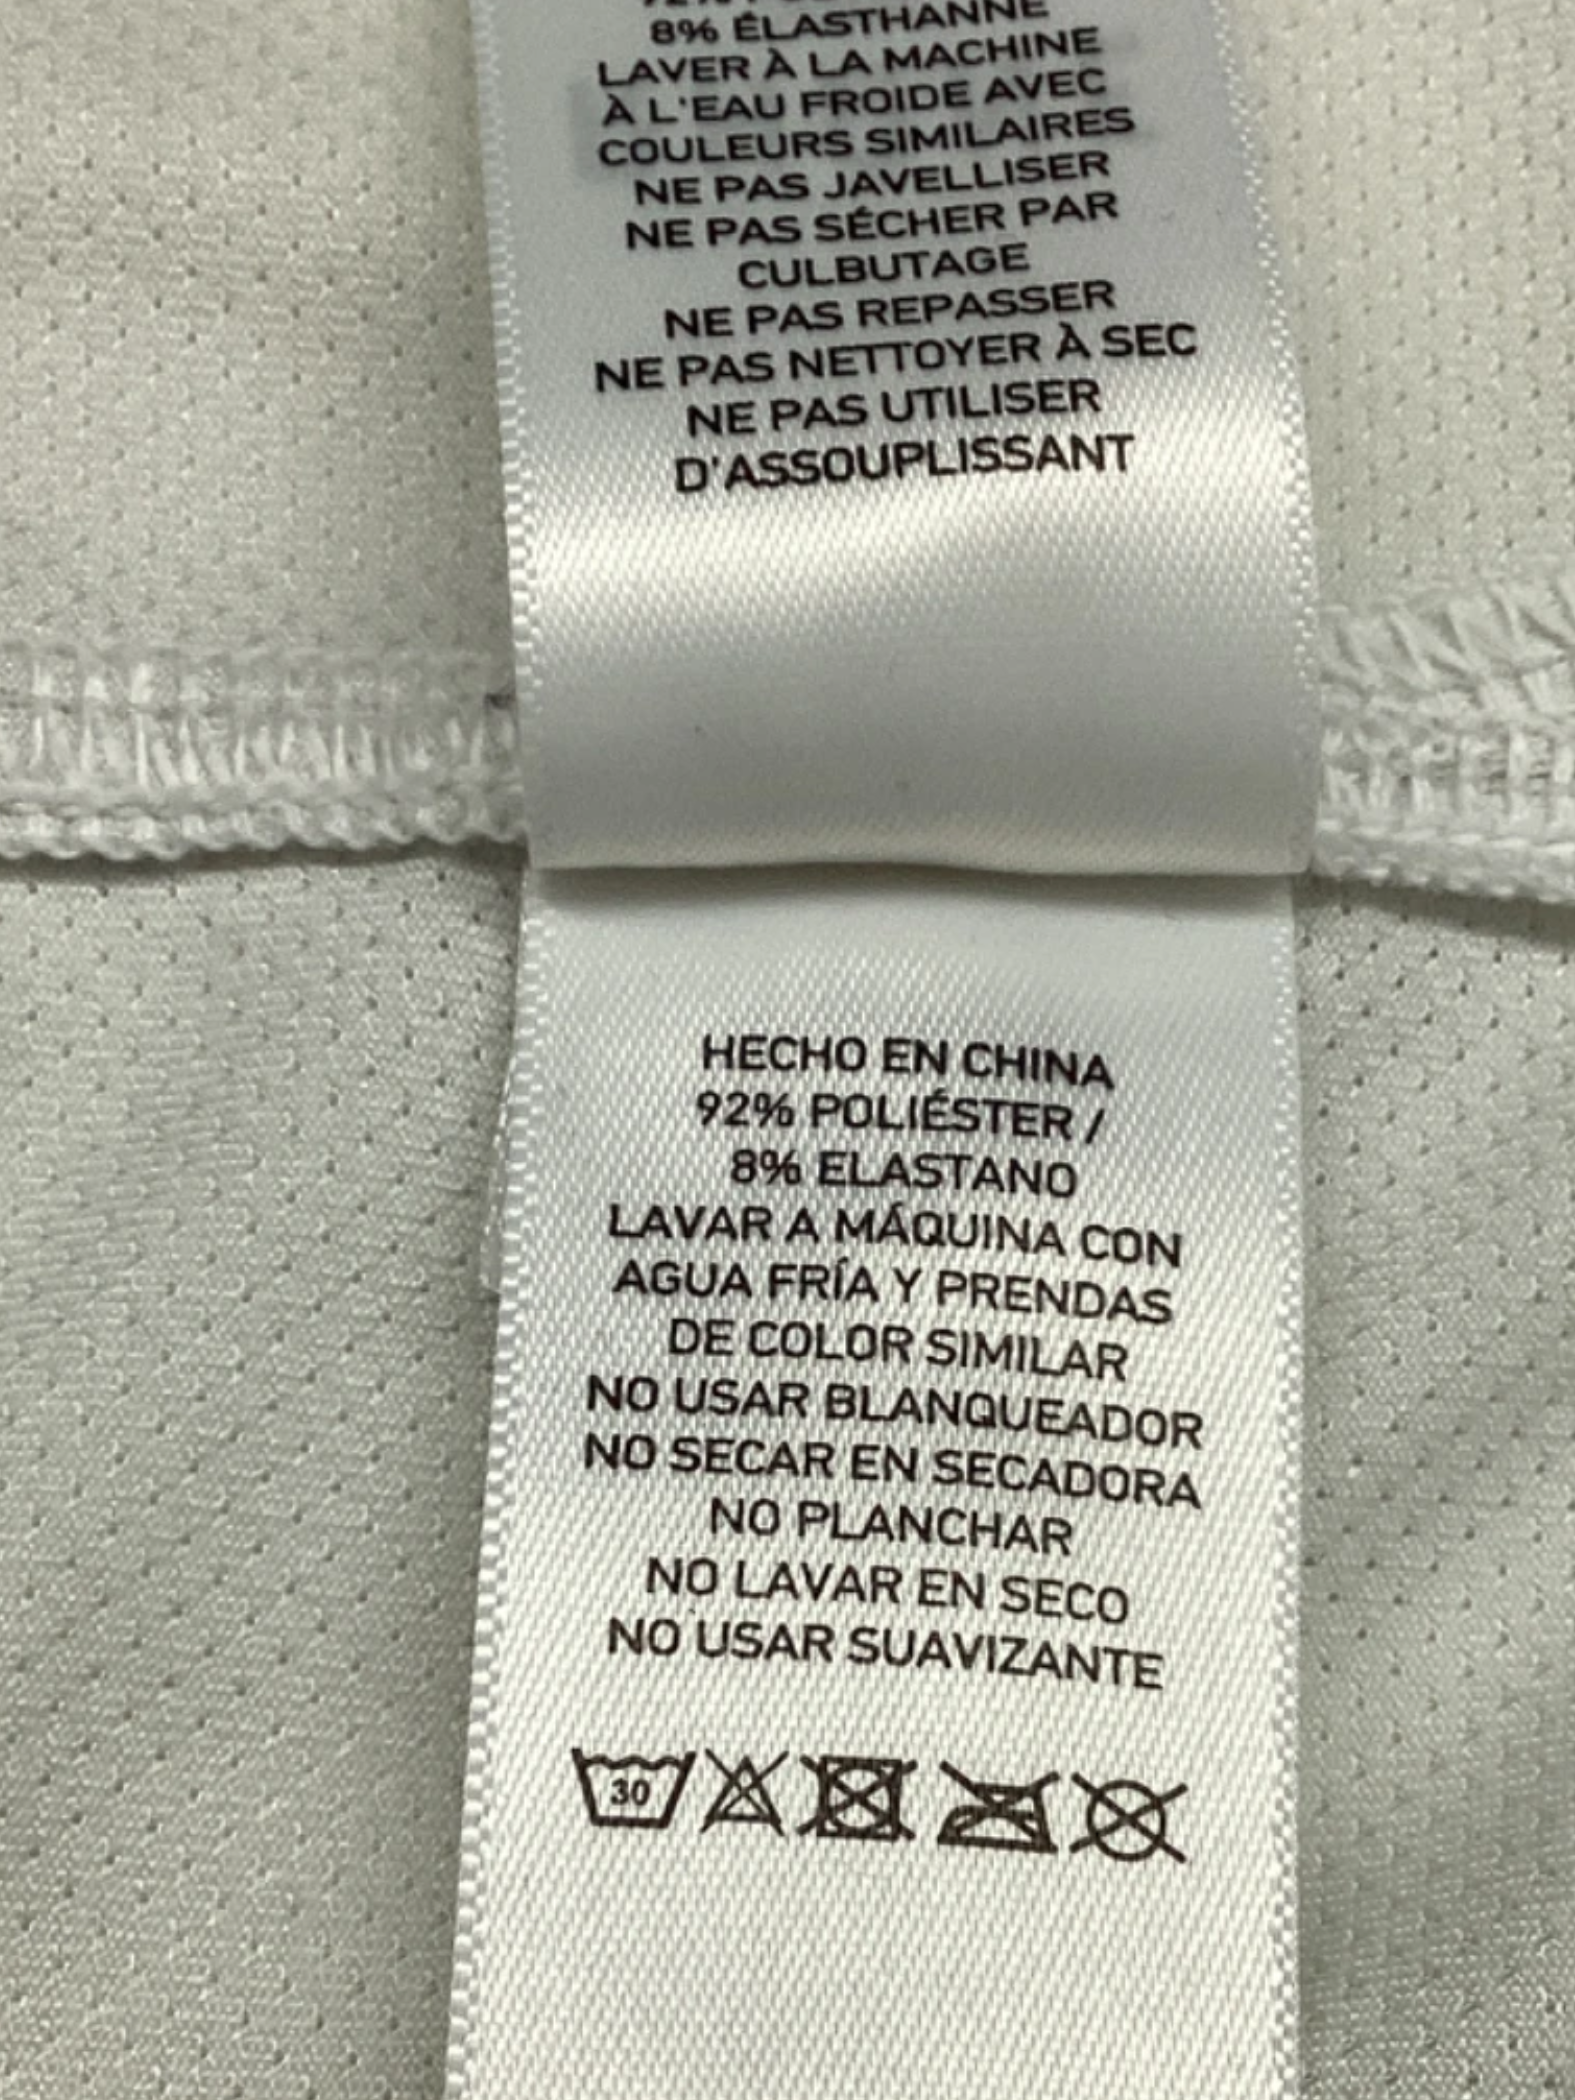 8% ÉLASTHANNE
LAVER À LA MACHINE
À L'EAU FROIDE AVEC
COULEURS SIMILAIRES
NE PAS JAVELLISER
NE PAS SÉCHER PAR
CULBUTAGE
NE PAS REPASSER
NE PAS NETTOYER À SEC
NE PAS UTILISER
D'ASSOUPLISSANT
HECHO EN CHINA
92% POLIÉSTER /
8% ELASTANO
LAVAR A MÁQUINA CON
AGUA FRÍA Y PRENDAS
DE COLOR SIMILAR
NO USAR BLANQUEADOR
NO SECAR EN SECADORA
NO PLANCHAR
NO LAVAR EN SECO
NO USAR SUAVIZANTE
30